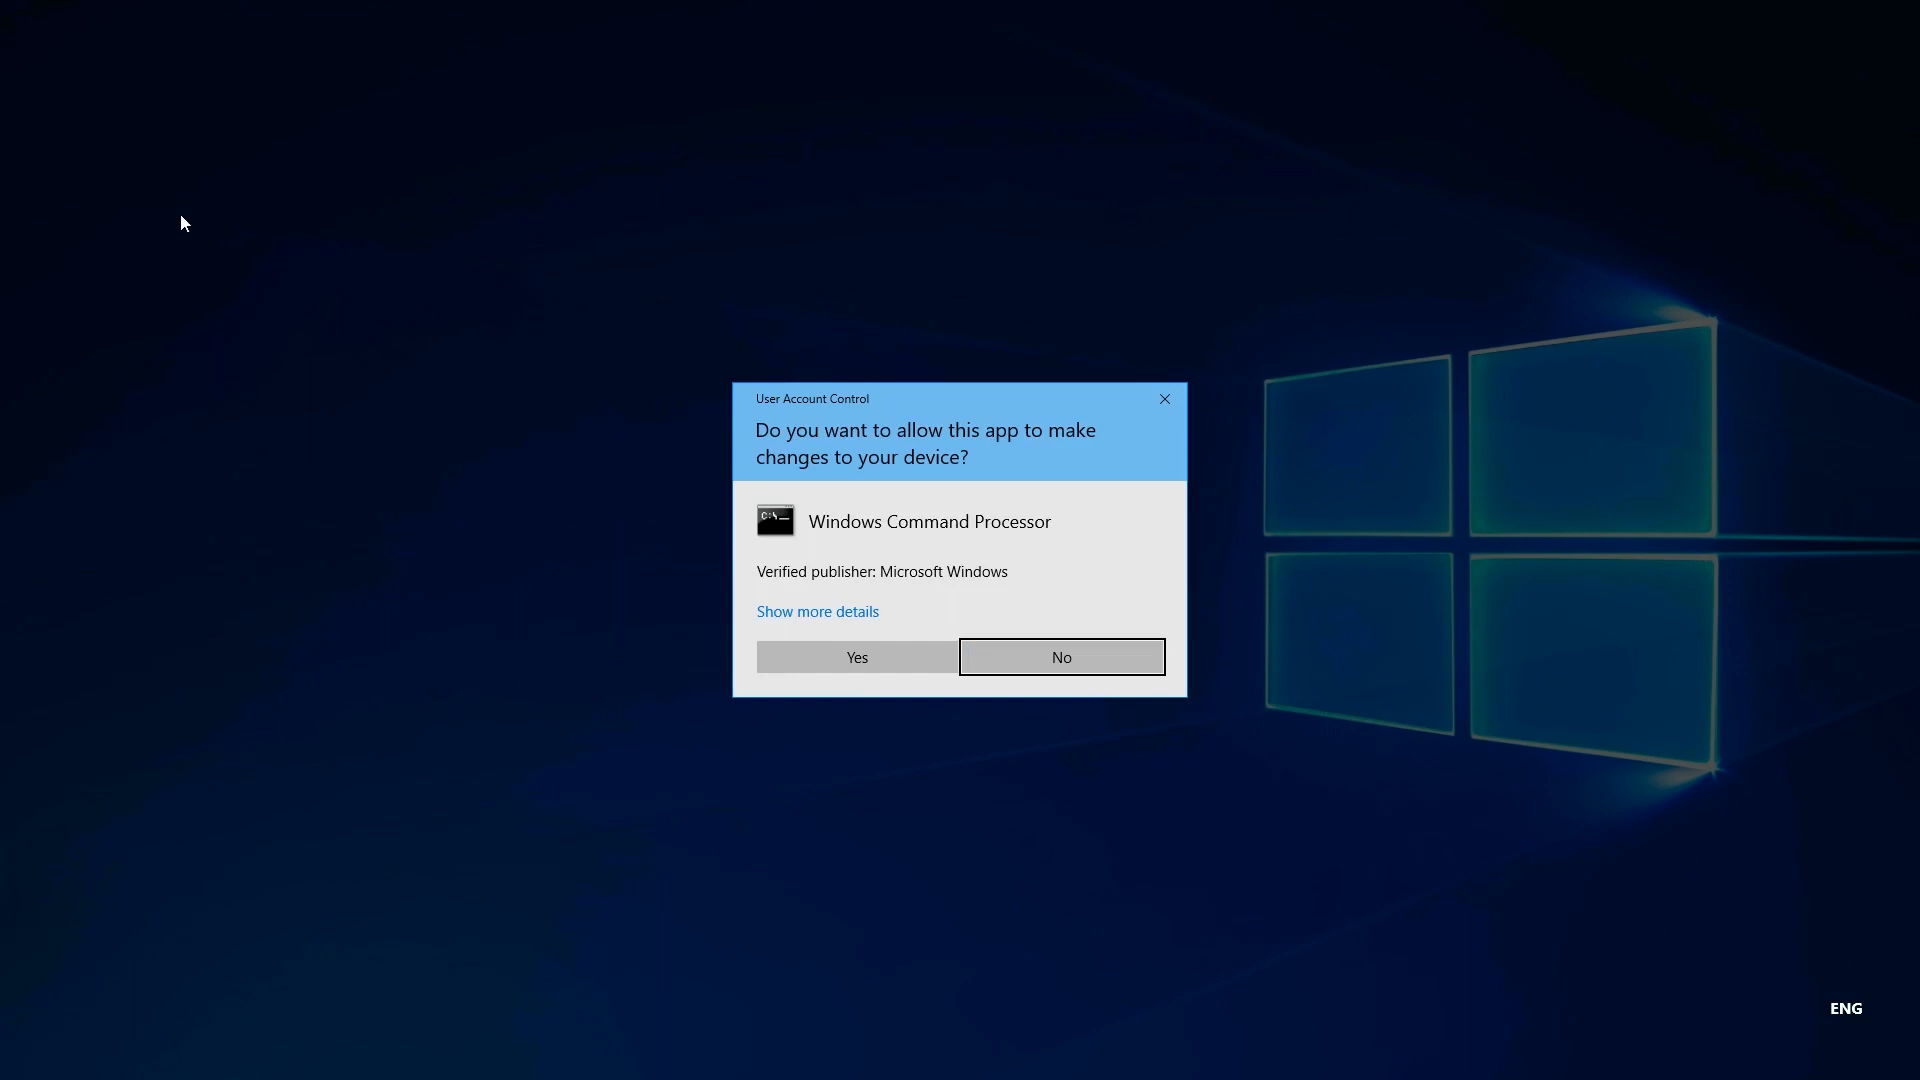 User Account Control
Do you want to allow this app to make
changes to your device?
C:\_
Windows Command Processor
Verified publisher: Microsoft Windows
Show more details
Yes
No
ENG